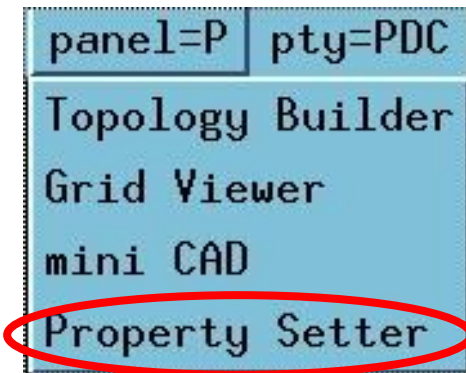 panel=P pty=PDC
Topology Builder
Grid Viewer
mini CAD
Property Setter